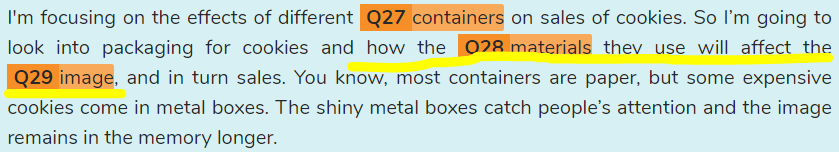 I'm focusing on the effects of different Q27 containers on sales of cookies. So I’m going to
look into packaging for cookies and how the Q28 materials they use will affect the
Q29 image, and in turn sales. You know, most containers are paper, but some expensive
cookies come in metal boxes. The shiny metal boxes catch people’s attention and the image
remains in the memory longer.